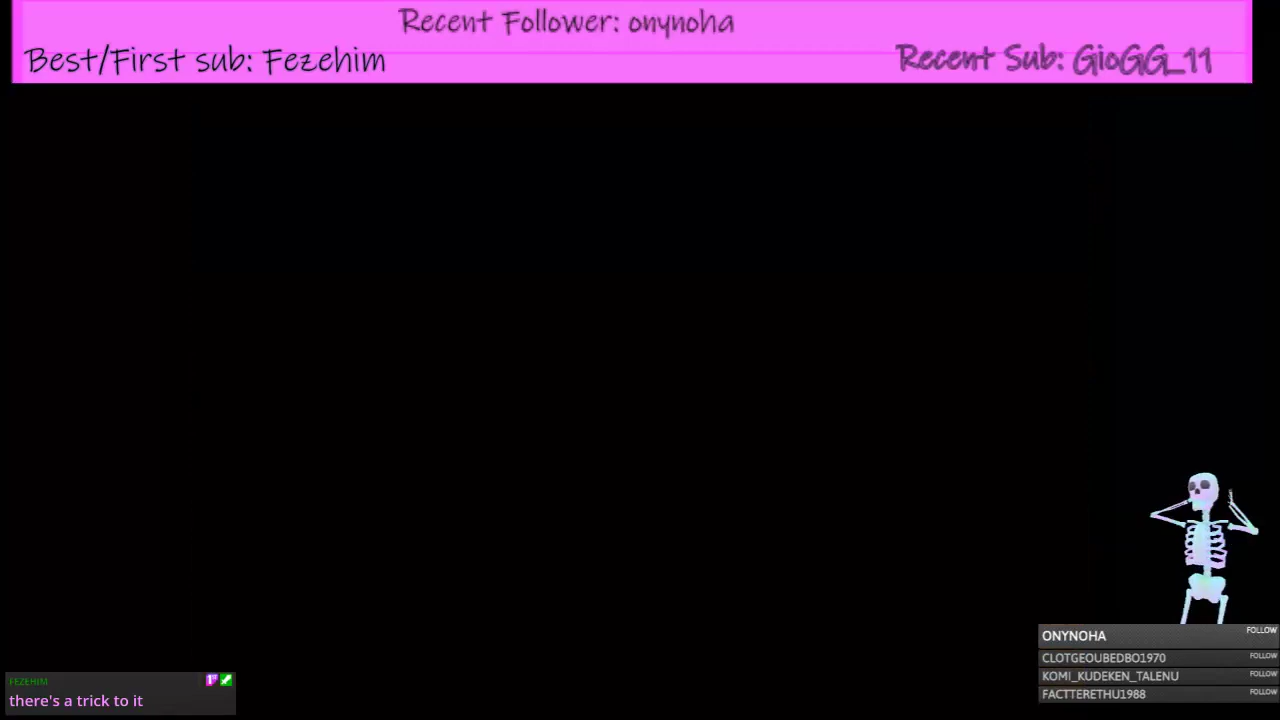 Recent Follower: onynoha
Best/First sub: Fezehim
Recent Sub: GioGG_11
ONYNOHA FOLLOW
CLOTGEOUBEDBO1970 FOLLOW
KOMI_KUDEKEN_TALENU FOLLOW
FACTTERETHU1988 FOLLOW
FEZEHIM
there's a trick to it